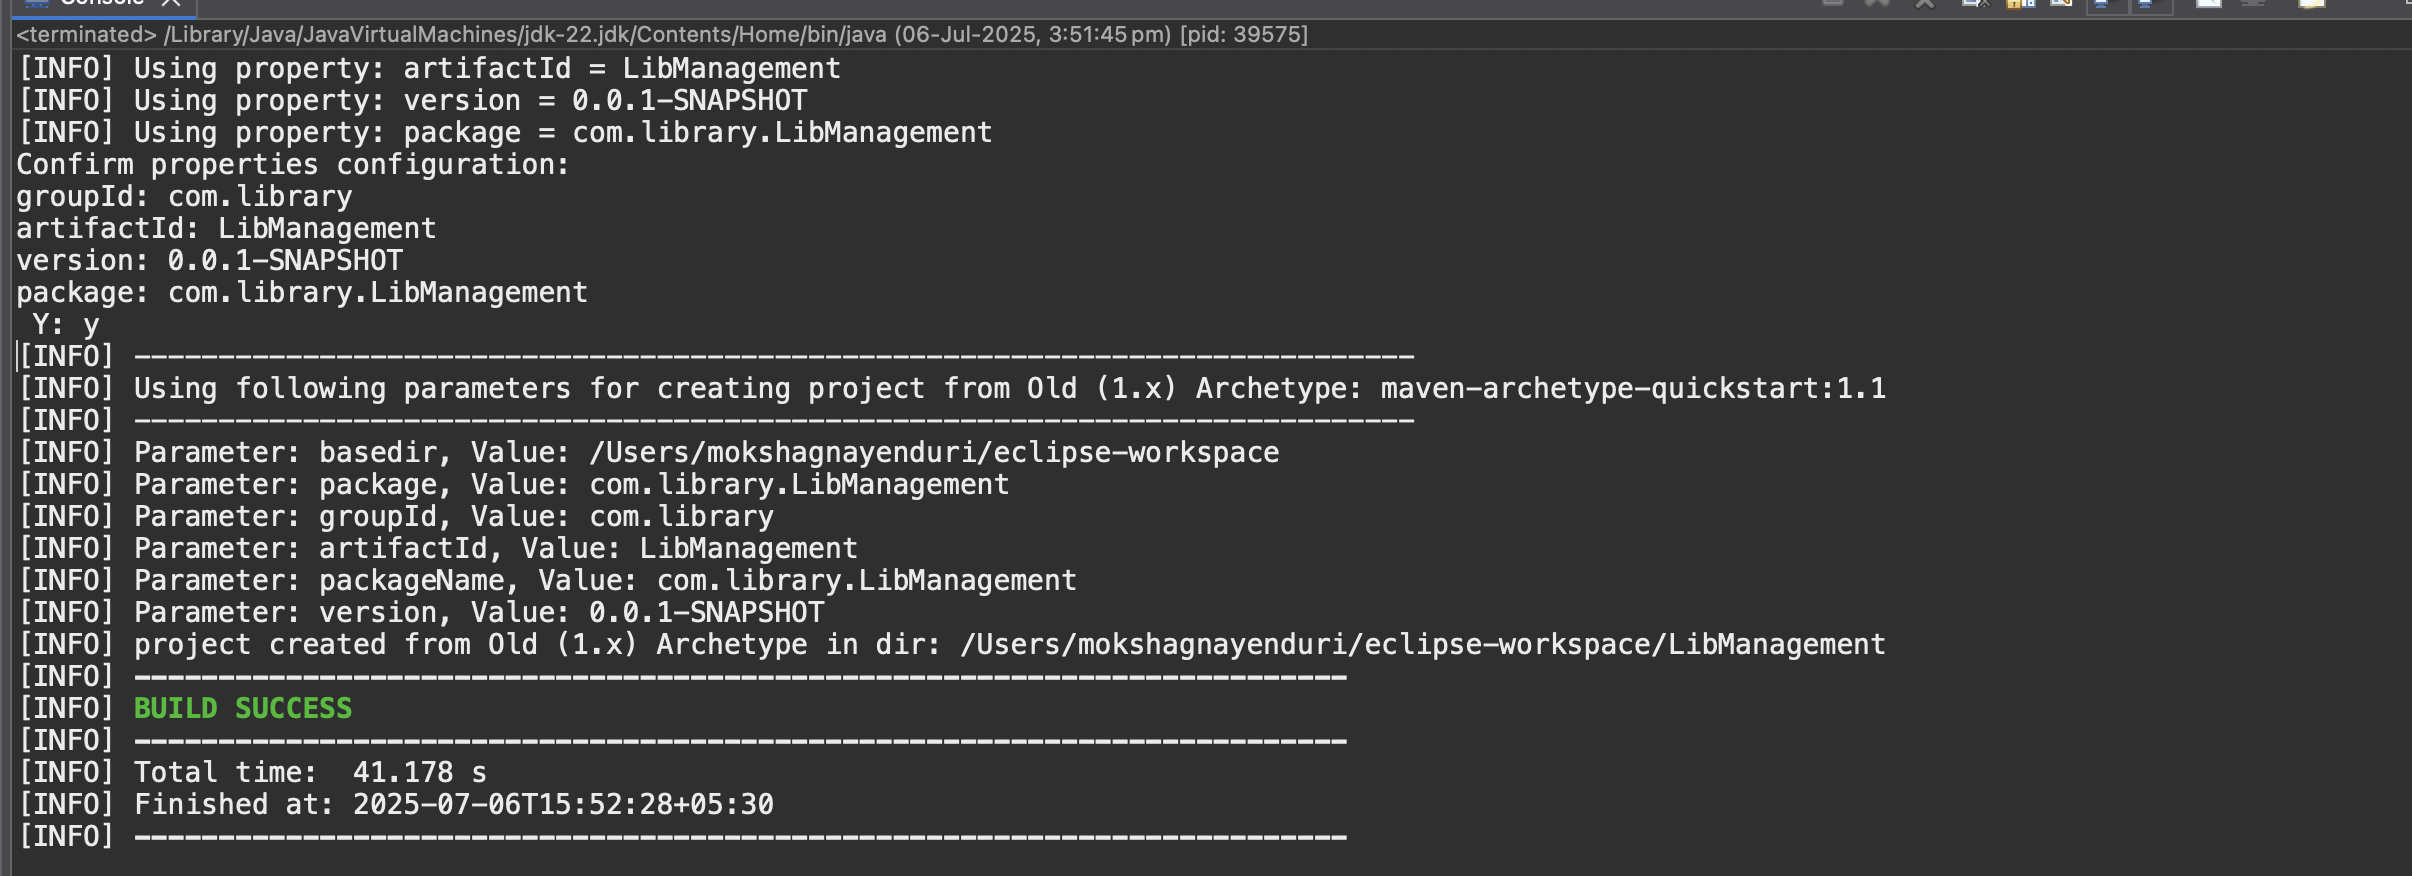 Console
<terminated> /Library/Java/JavaVirtualMachines/jdk-22.jdk/Contents/Home/bin/java (06-Jul-2025, 3:51:45 pm) [pid: 39575]
[INFO] Using property: artifactId = LibManagement
[INFO] Using property: version = 0.0.1-SNAPSHOT
[INFO] Using property: package = com.library.LibManagement
Confirm properties configuration:
groupId: com.library
artifactId: LibManagement
version: 0.0.1-SNAPSHOT
package: com.library.LibManagement
 Y: y
[INFO] ----------------------------------------------------------------------------
[INFO] Using following parameters for creating project from Old (1.x) Archetype: maven-archetype-quickstart:1.1
[INFO] ----------------------------------------------------------------------------
[INFO] Parameter: basedir, Value: /Users/mokshagnayenduri/eclipse-workspace
[INFO] Parameter: package, Value: com.library.LibManagement
[INFO] Parameter: groupId, Value: com.library
[INFO] Parameter: artifactId, Value: LibManagement
[INFO] Parameter: packageName, Value: com.library.LibManagement
[INFO] Parameter: version, Value: 0.0.1-SNAPSHOT
[INFO] project created from Old (1.x) Archetype in dir: /Users/mokshagnayenduri/eclipse-workspace/LibManagement
[INFO] ------------------------------------------------------------------------
[INFO] BUILD SUCCESS
[INFO] ------------------------------------------------------------------------
[INFO] Total time:  41.178 s
[INFO] Finished at: 2025-07-06T15:52:28+05:30
[INFO] ------------------------------------------------------------------------